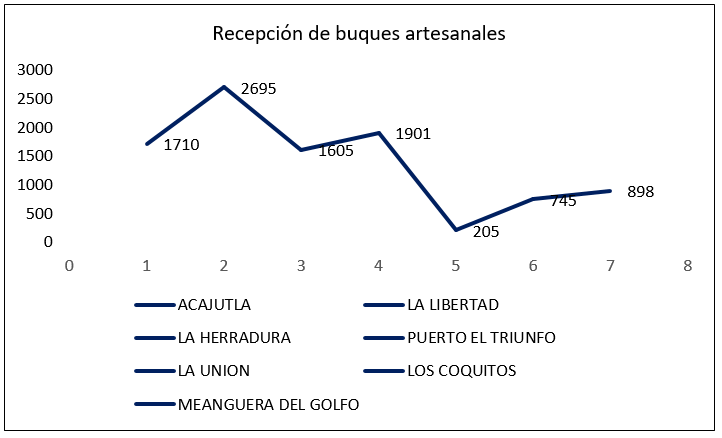 Recepción de buques artesanales
3000
2500
2000
1500
1000
500
0
1710
2695
1605
1901
205
745
898
0 1 2 3 4 5 6 7 8
ACAJUTLA LA LIBERTAD
LA HERRADURA PUERTO EL TRIUNFO
LA UNION LOS COQUITOS
MEANGUERA DEL GOLFO